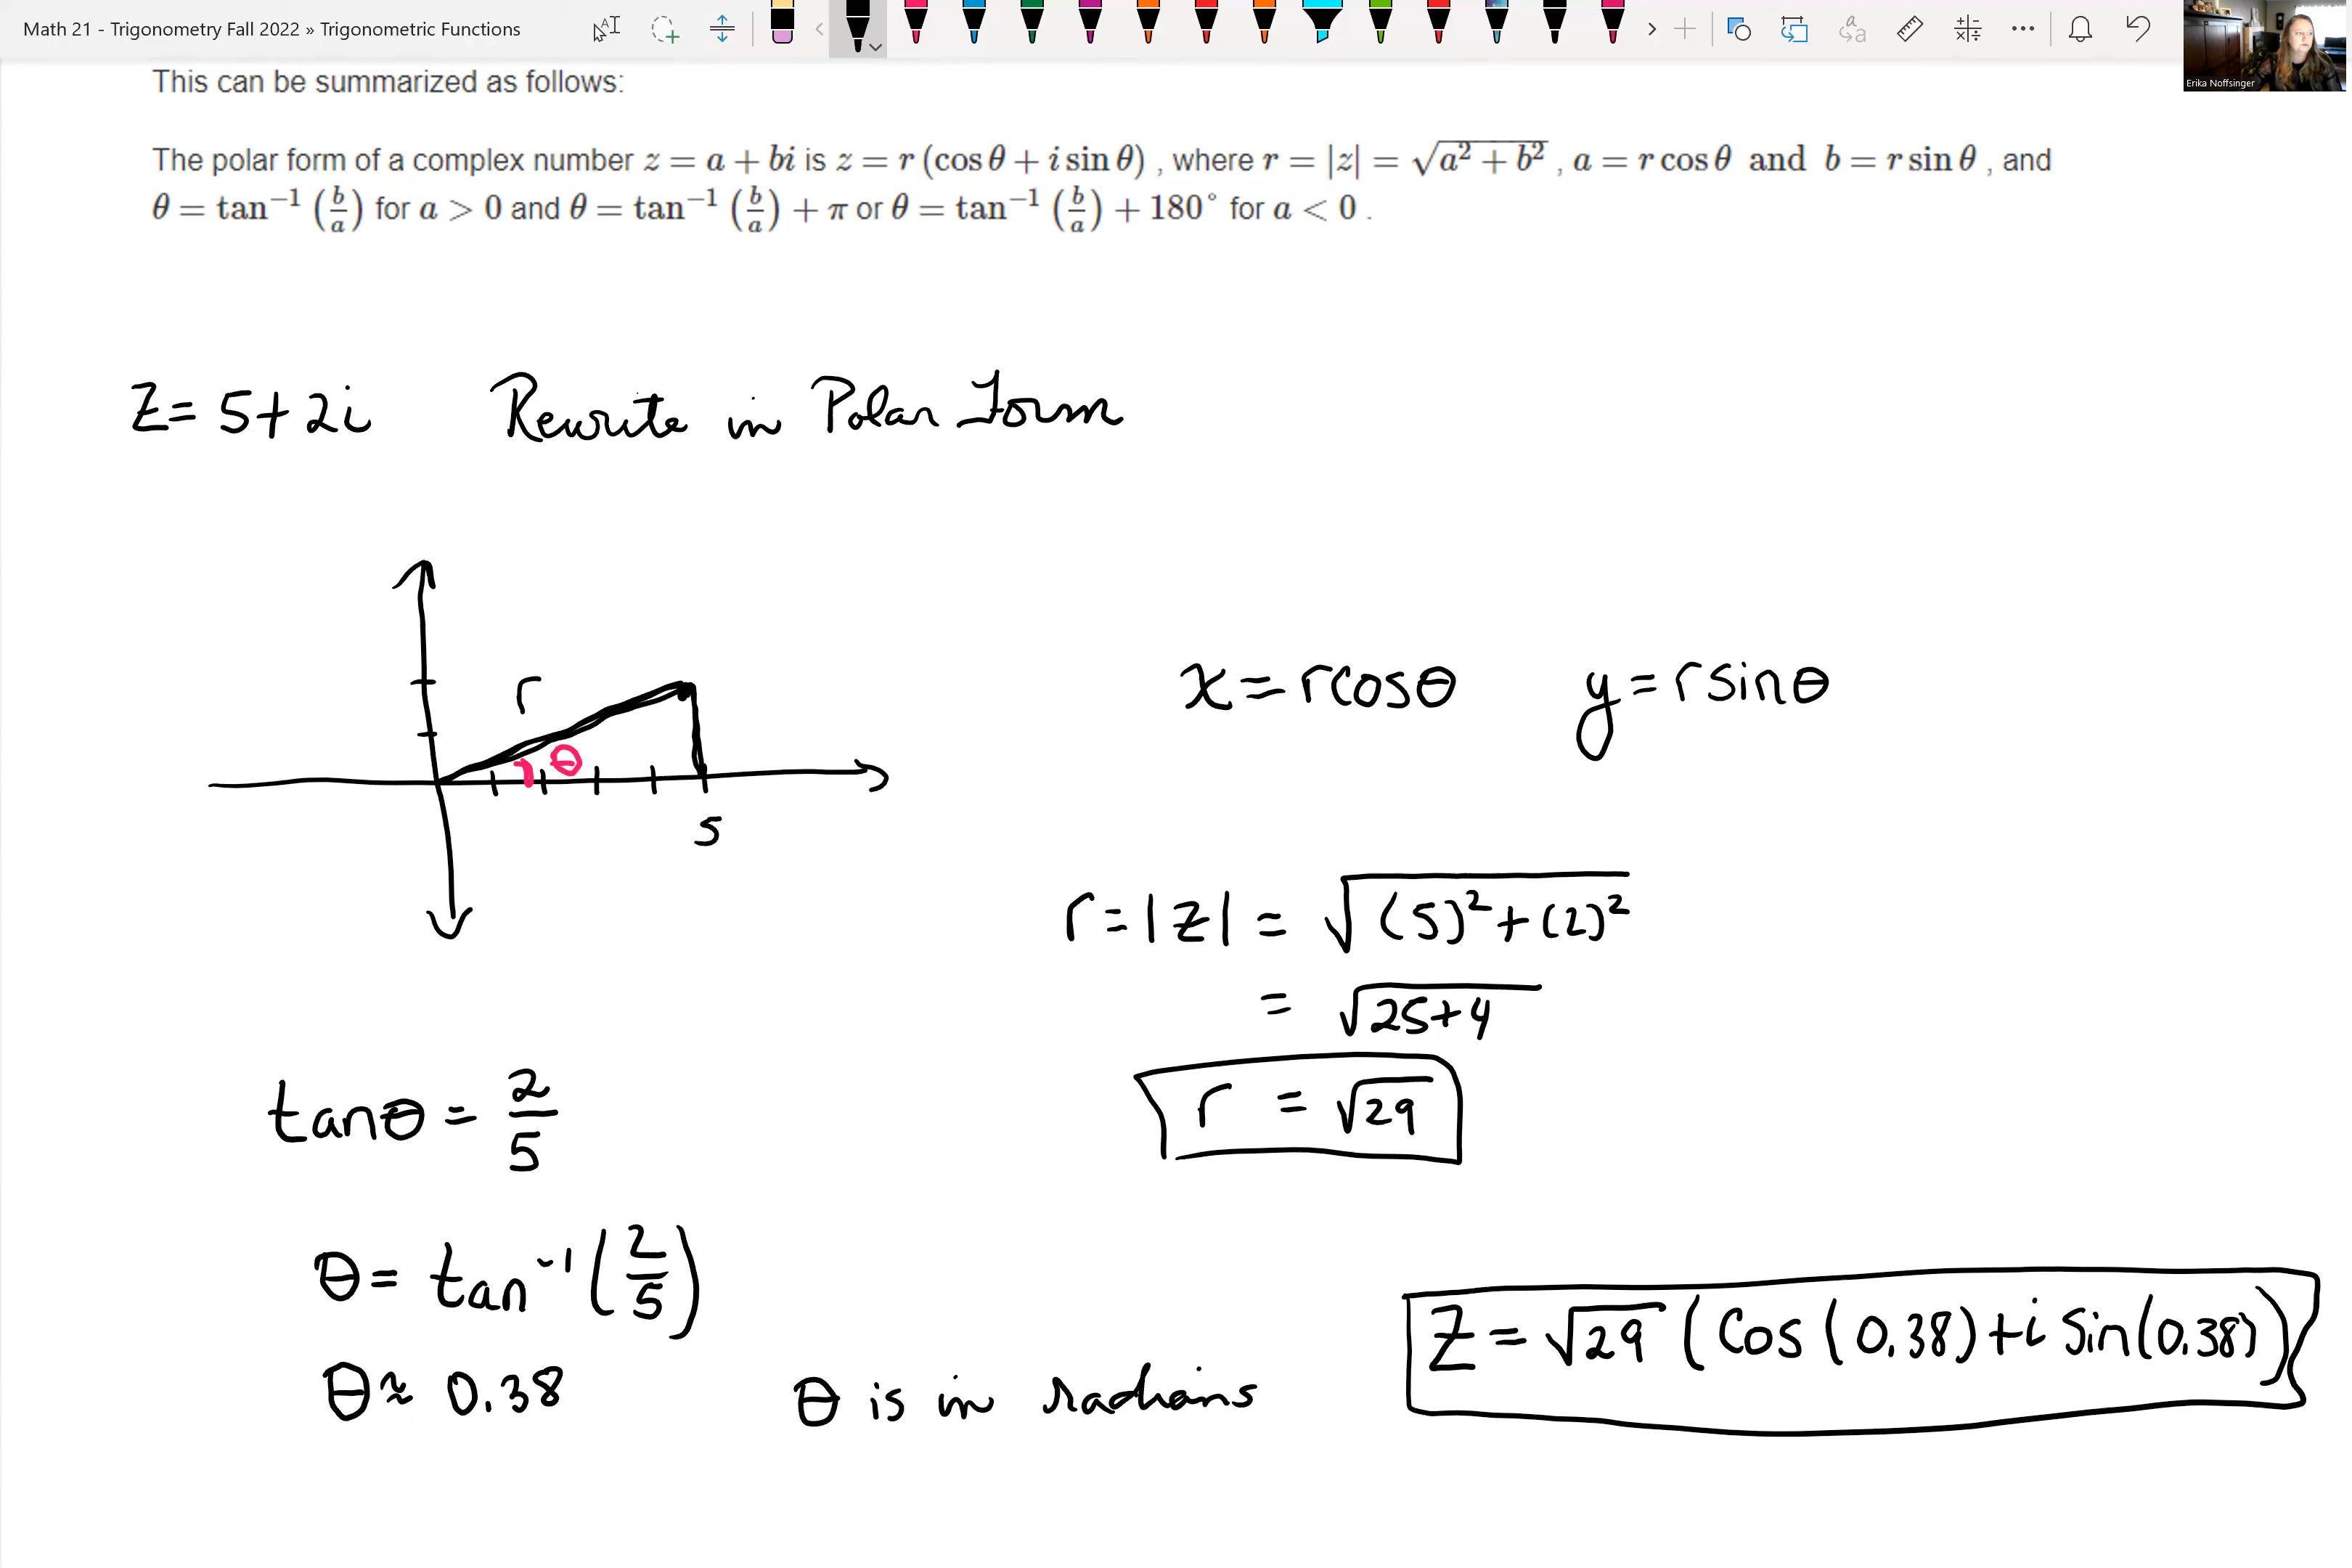 Math 21 - Trigonometry Fall 2022 » Trigonometric Functions
Erika Noffsinger
This can be summarized as follows:
The polar form of a complex number z = a + bi is z = r (cos θ + i sin θ) , where r = |z| = √(a² + b²) , a = r cos θ and b = r sin θ , and
θ = tan⁻¹ (b/a) for a > 0 and θ = tan⁻¹ (b/a) + π or θ = tan⁻¹ (b/a) + 180° for a < 0 .
Z = 5 + 2i Rewrite in Polar Form
r
θ
5
x = rcosθ y = rsinθ
r = |z| = √((5)² + (2)²)
= √(25+4)
r = √29
tanθ = 2/5
θ = tan⁻¹(2/5)
θ ≈ 0.38 θ is in radians
Z = √29 (Cos(0.38) + i Sin(0.38))